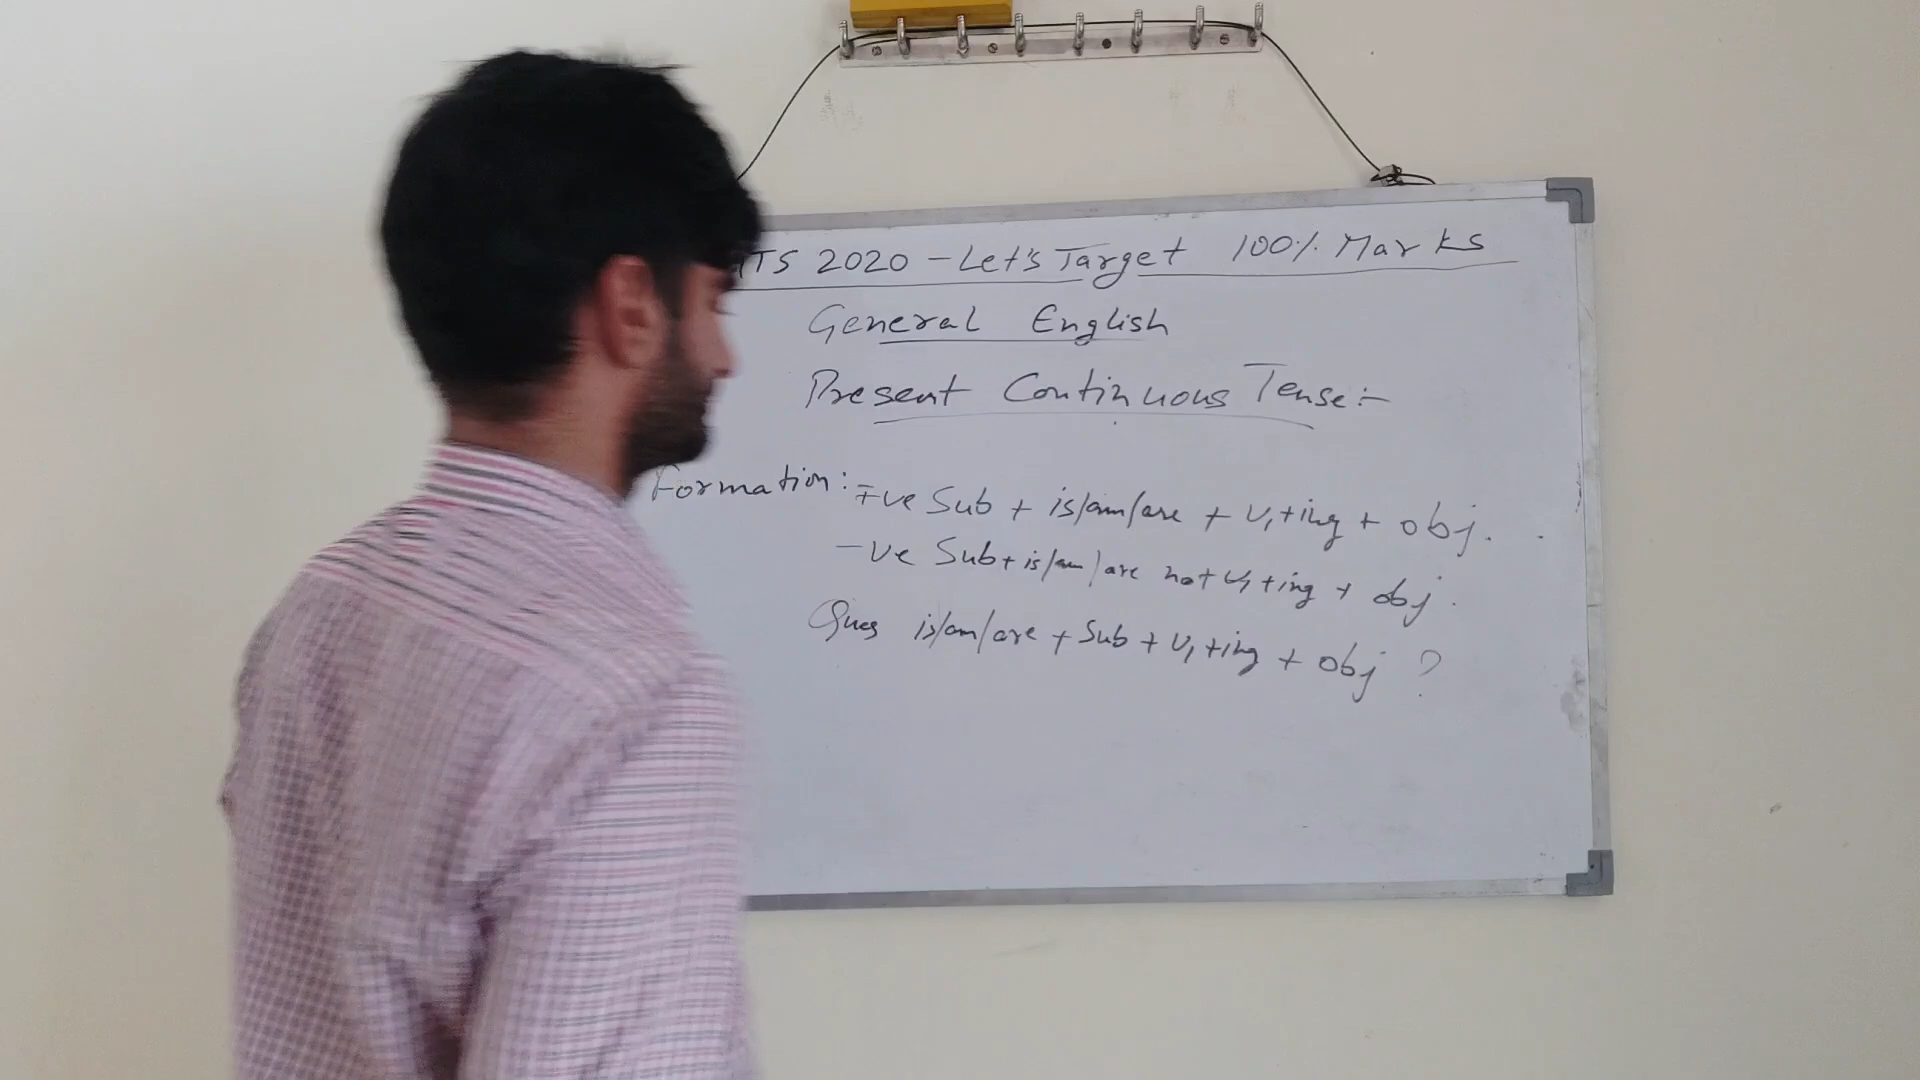 TS 2020 - Let's Target 100% Marks
General English
Present Continuous Tense:-
Formation: +ve Sub + is/am/are + V1+ing + obj.
-ve Sub + is/am/are not V1+ing + obj.
Ques is/am/are + Sub + V1+ing + obj ?